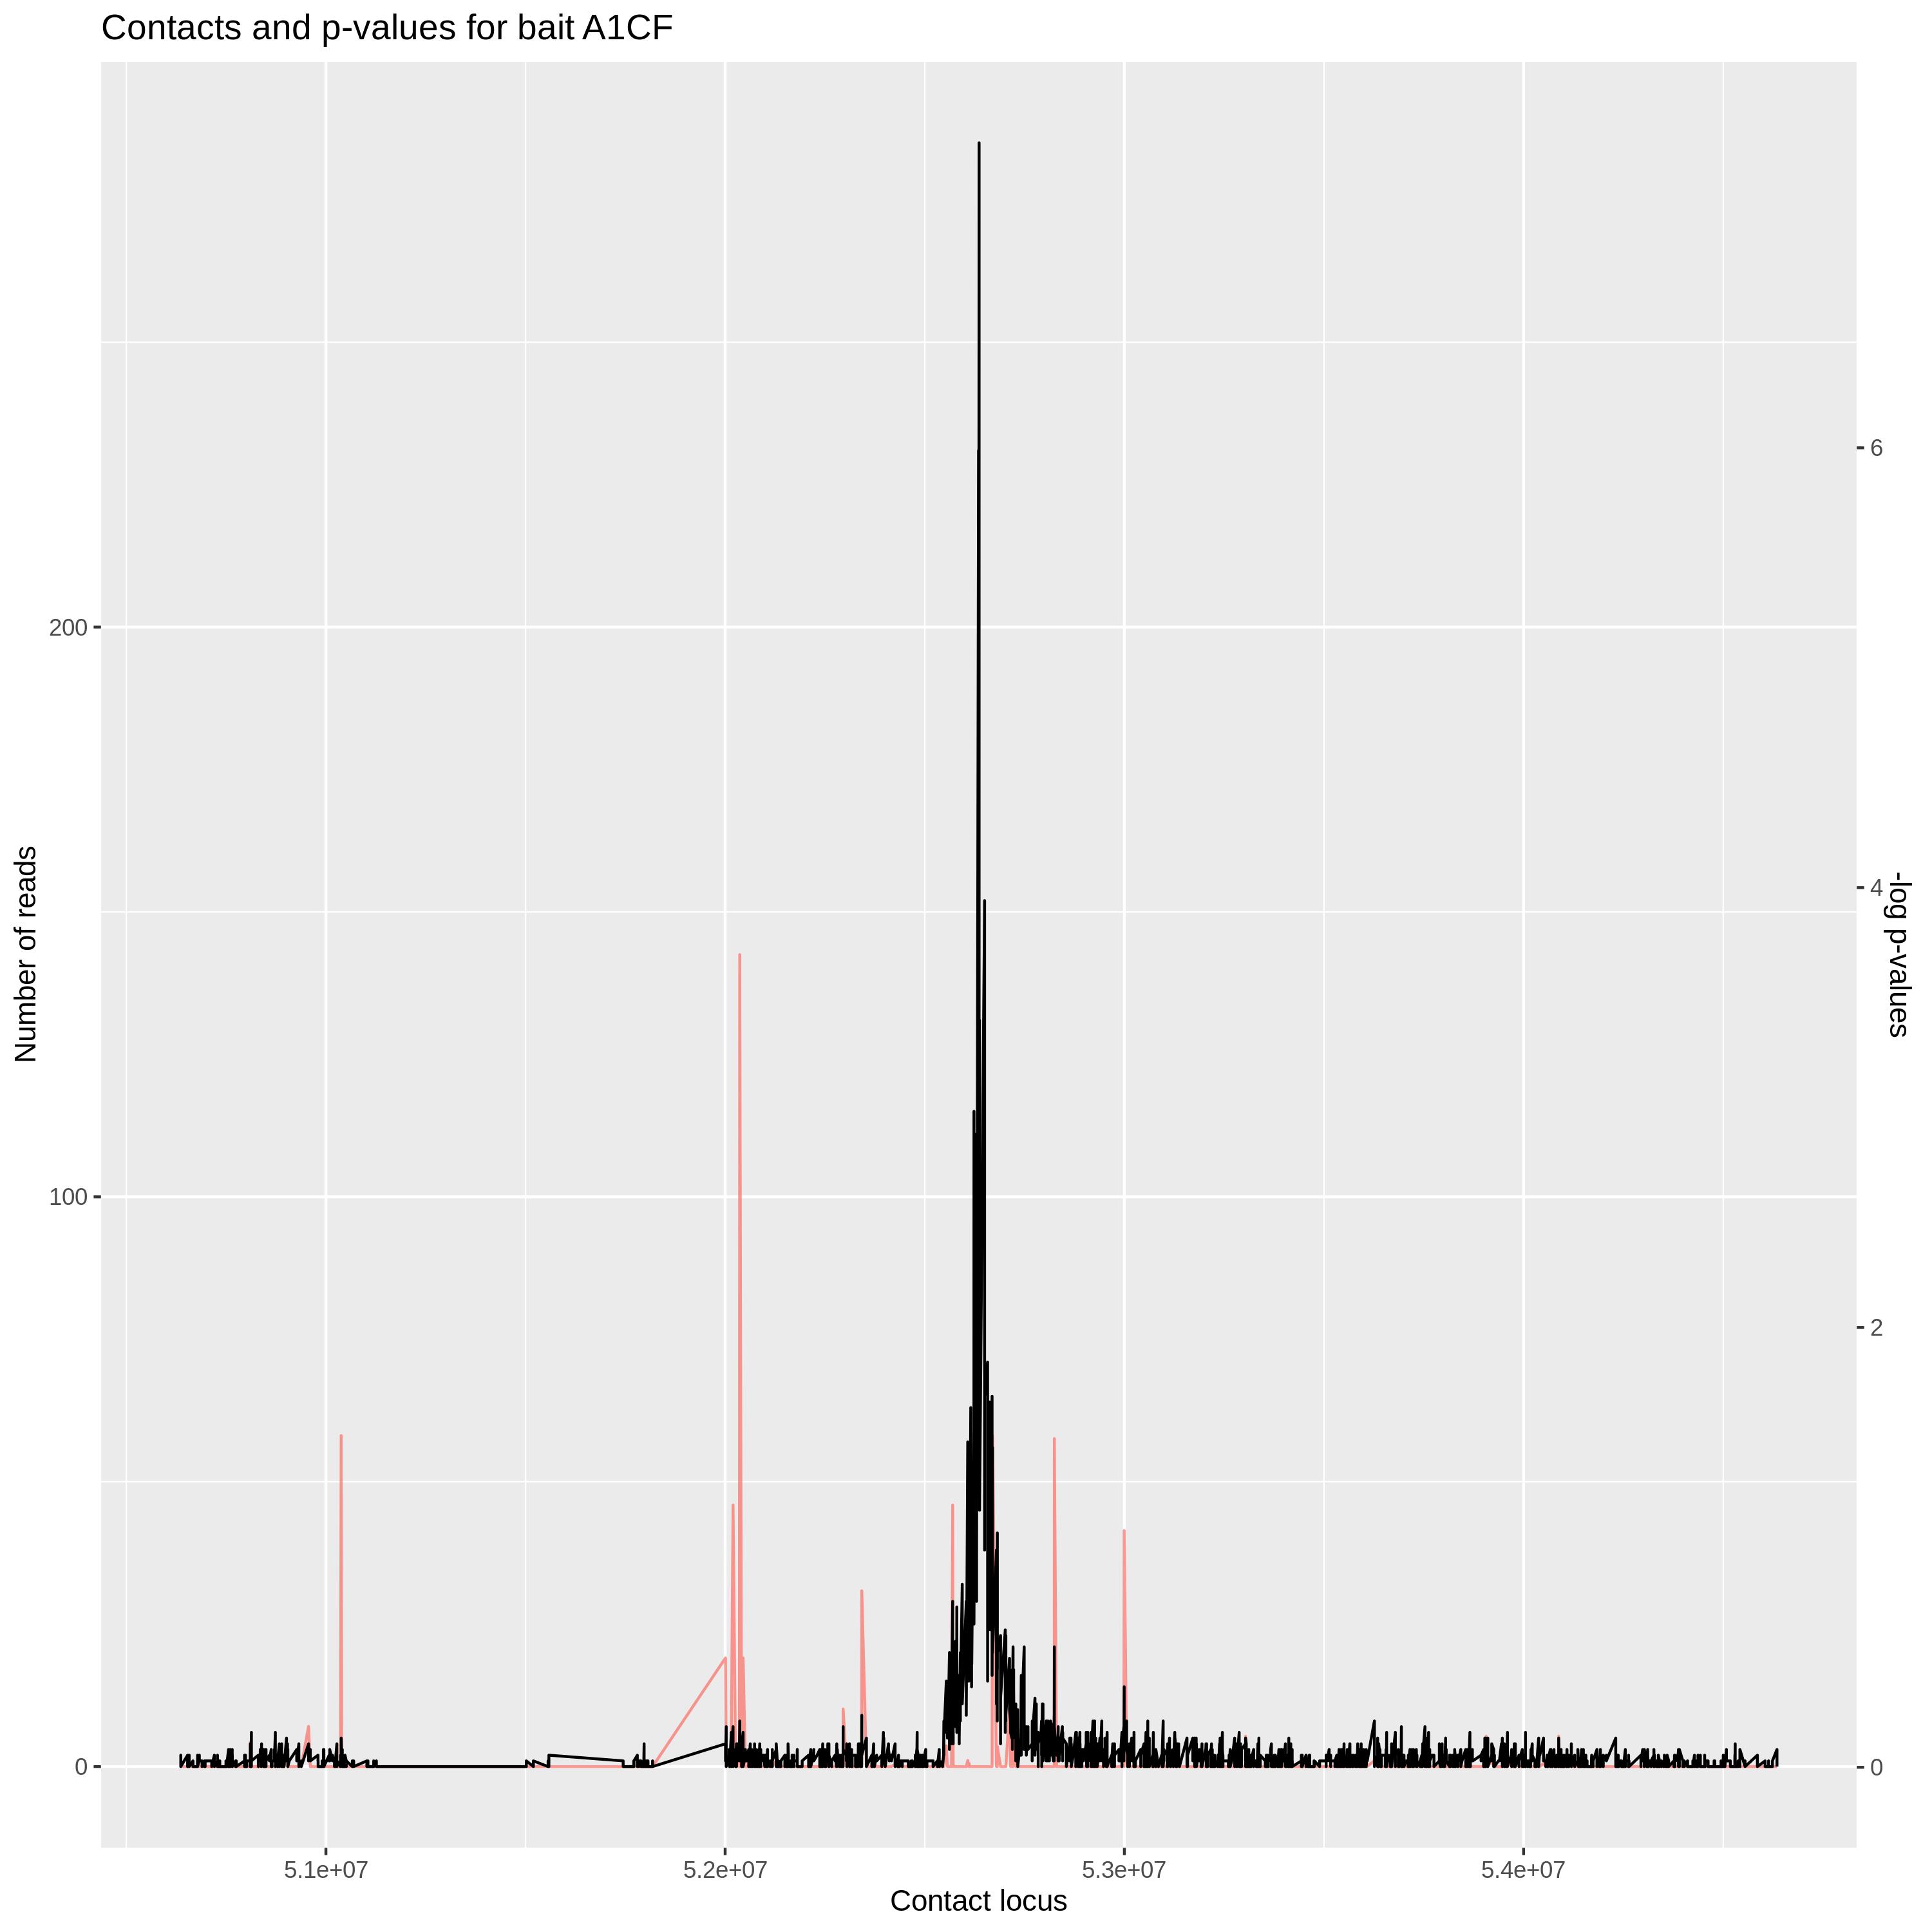 Contacts and p-values for bait A1CF
Number of reads
200
100
0
6
4
2
0
-log p-values
5.1e+07
5.2e+07
5.3e+07
5.4e+07
Contact locus